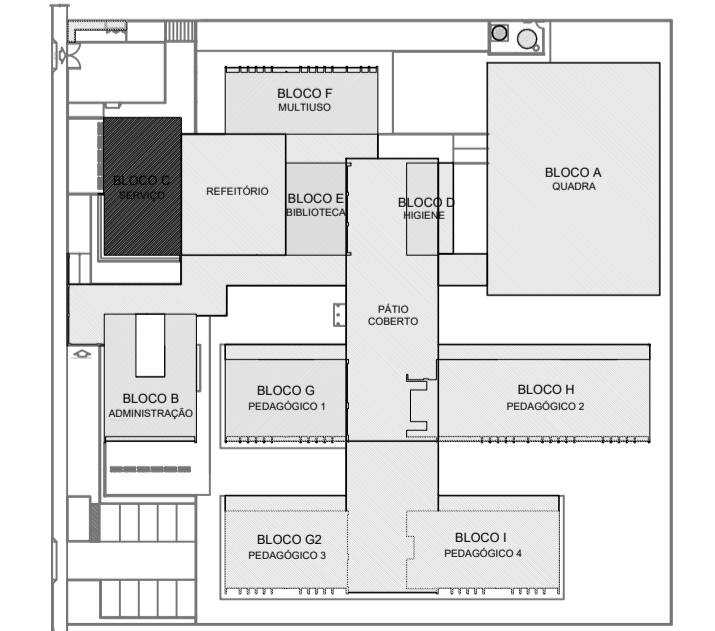 BLOCO F
MULTIUSO
BLOCO A
QUADRA
BLOCO C
SERVIÇO
REFEITÓRIO
BLOCO E
BIBLIOTECA
BLOCO D
HIGIENE
PÁTIO
COBERTO
BLOCO B
ADMINISTRAÇÃO
BLOCO G
PEDAGÓGICO 1
BLOCO H
PEDAGÓGICO 2
BLOCO G2
PEDAGÓGICO 3
BLOCO I
PEDAGÓGICO 4